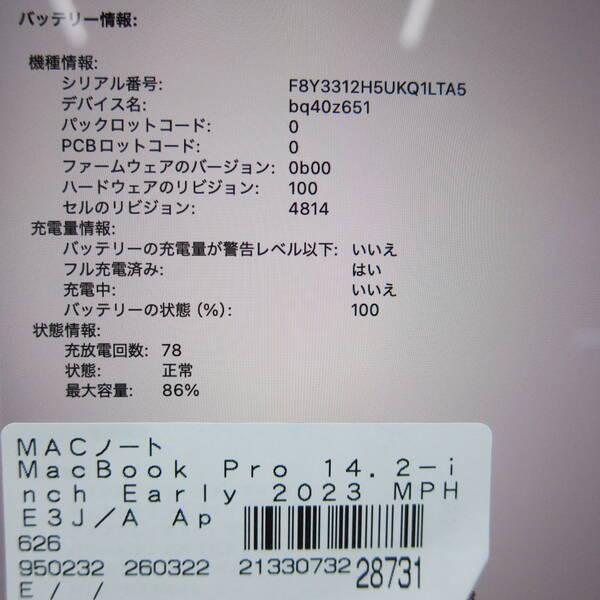 バッテリー情報:
機種情報:
シリアル番号: F8Y3312H5UKQ1LTA5
デバイス名: bq40z651
パックロットコード: 0
PCBロットコード: 0
ファームウェアのバージョン: 0b00
ハードウェアのリビジョン: 100
セルのリビジョン: 4814
充電量情報:
バッテリーの充電量が警告レベル以下: いいえ
フル充電済み: はい
充電中: いいえ
バッテリーの状態 (%): 100
状態情報:
充放電回数: 78
状態: 正常
最大容量: 86%
MACノート
MacBook Pro 14.2-i
nch Early 2023 MPH
E3J/A Ap
626
950232 260322 21330732 28731
E / /